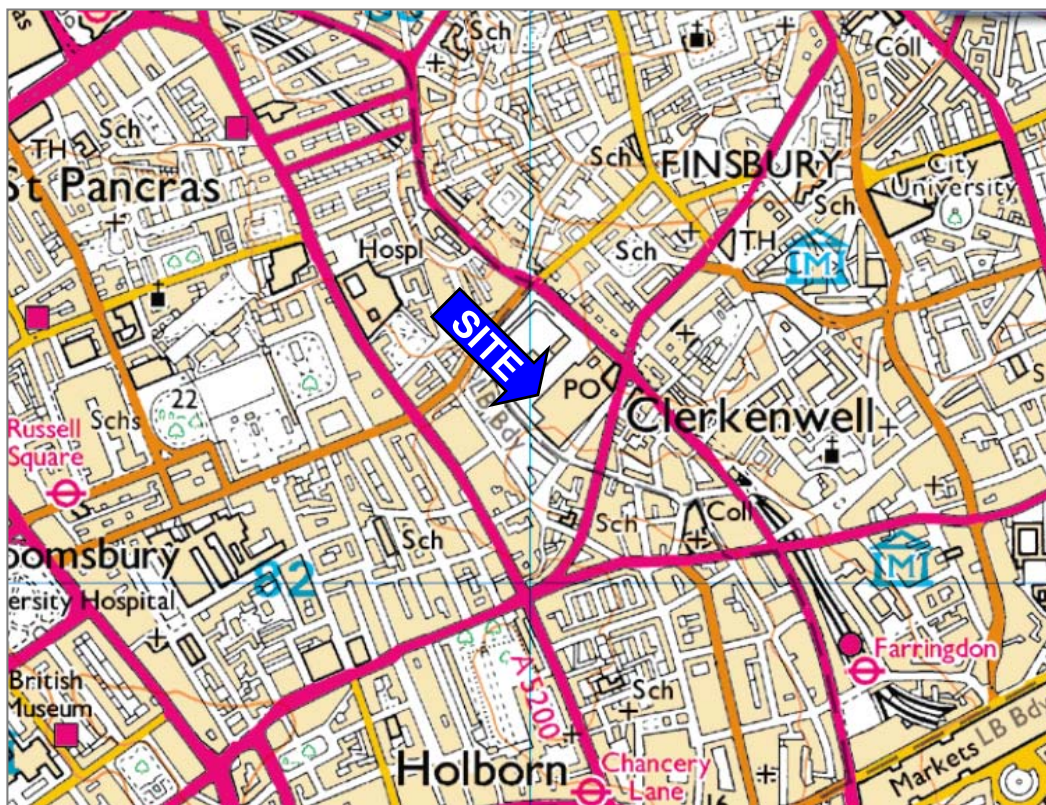 Sch
Coll
Sch
TH
St Pancras
Sch
FINSBURY
City
University
Sch
Hospl
Sch
TH
M
SITE
PO
22
Schs
Clerkenwell
Russell
Square
Bdy
Sch
Coll
Sch
oomsbury
82
ersity Hospital
M
Farringdon
British
Museum
A 5200
Sch
LB Bdy
Markets
Holborn
Chancery
Lane